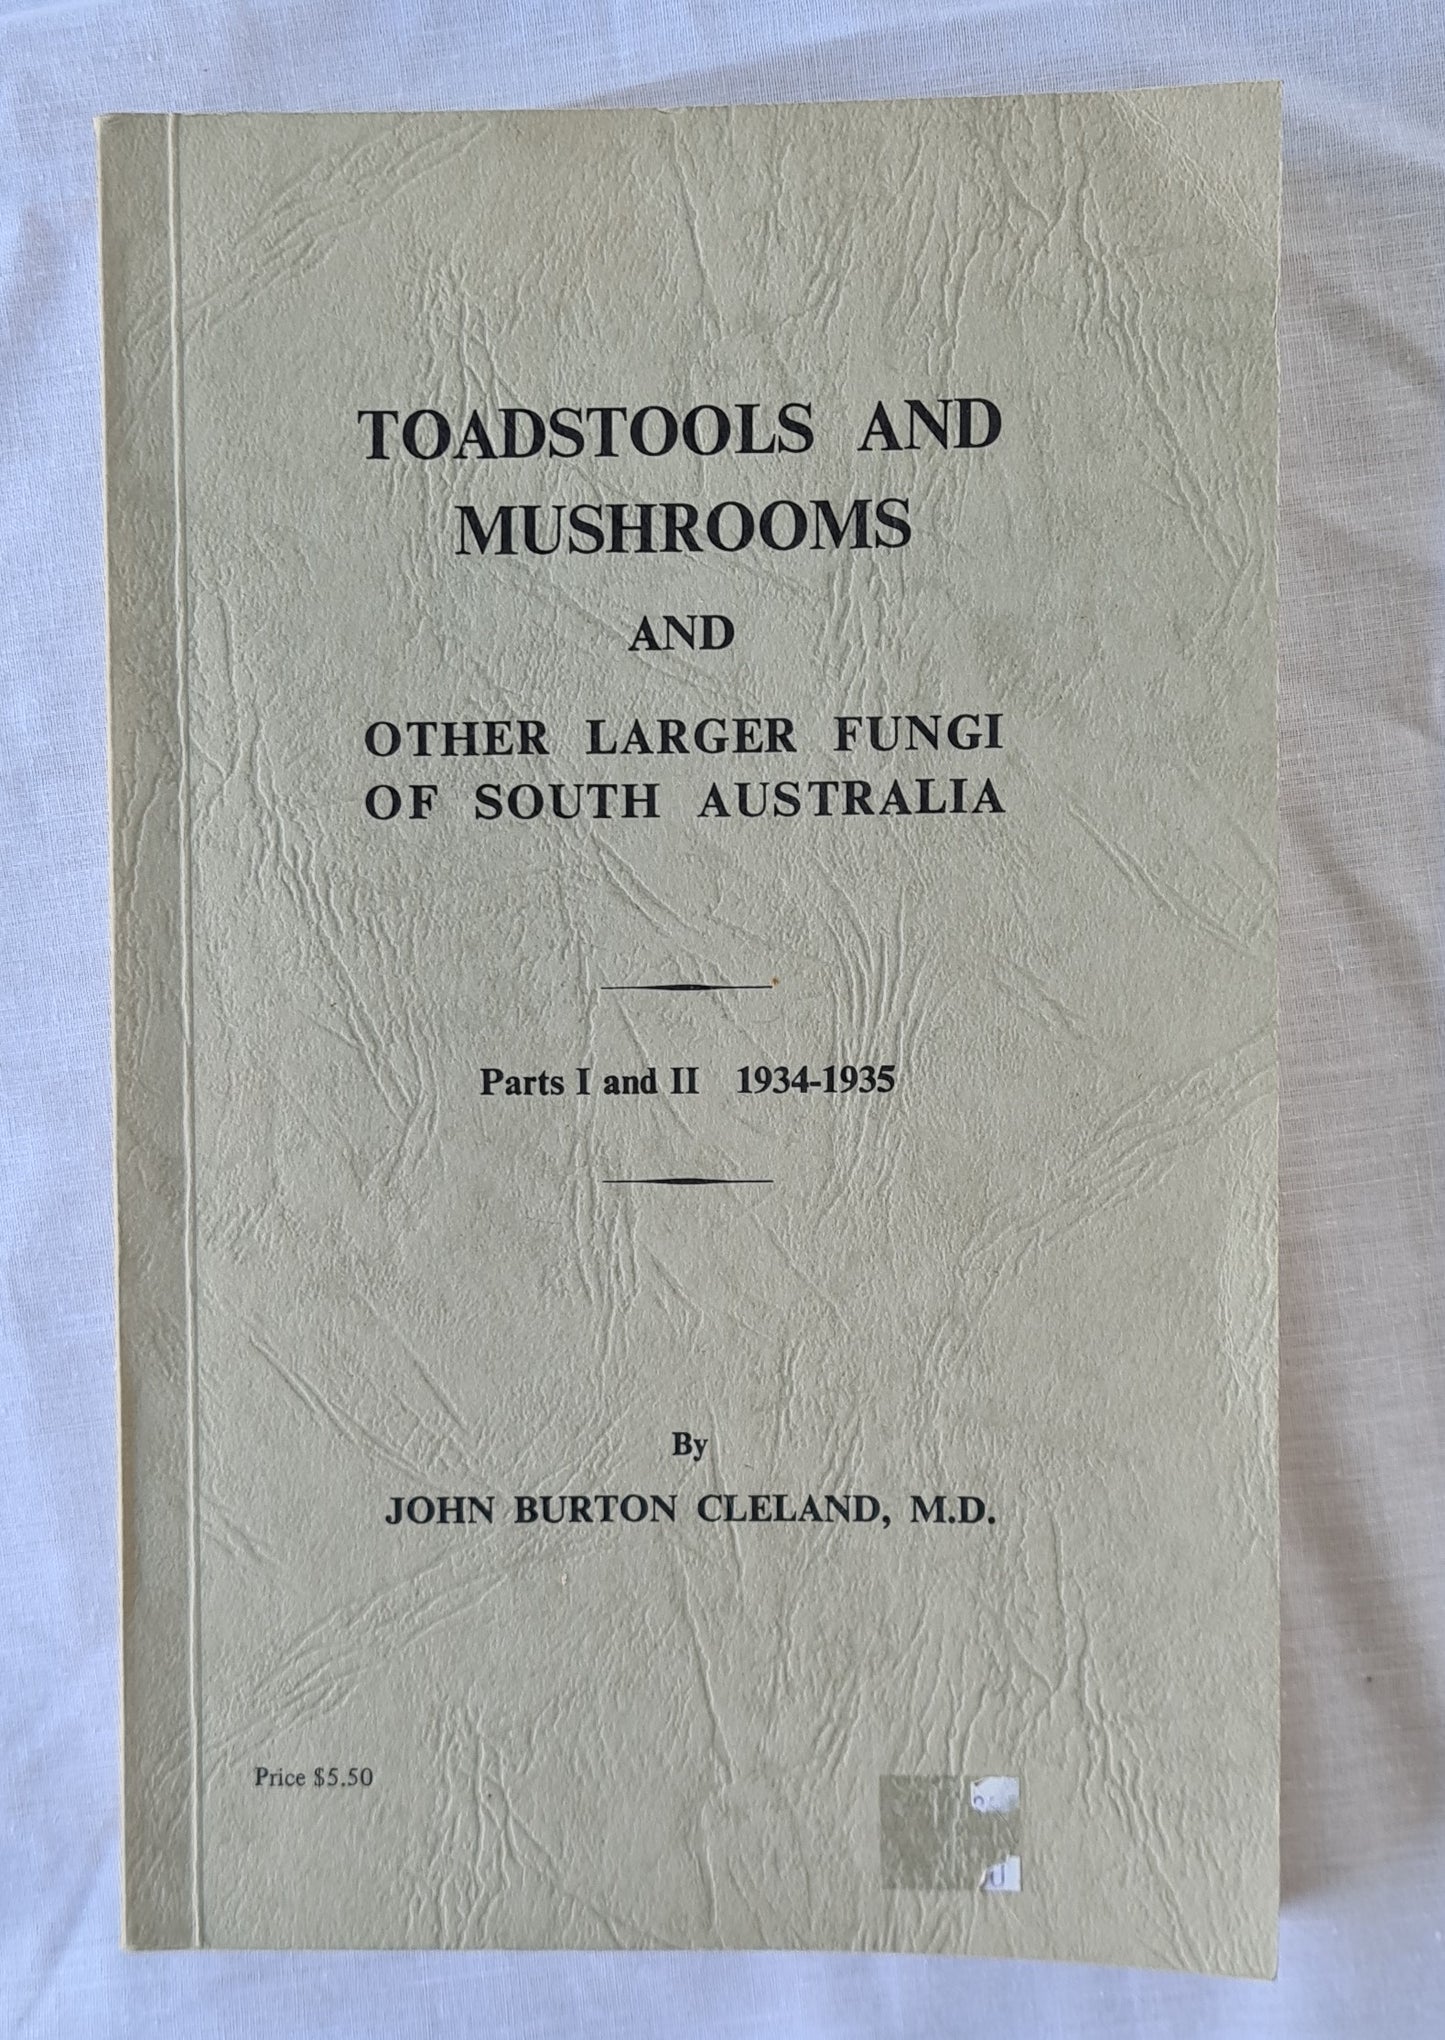 TOADSTOOLS AND
MUSHROOMS
AND
OTHER LARGER FUNGI
OF SOUTH AUSTRALIA
Parts I and II 1934-1935
By
JOHN BURTON CLELAND, M.D.
Price $5.50